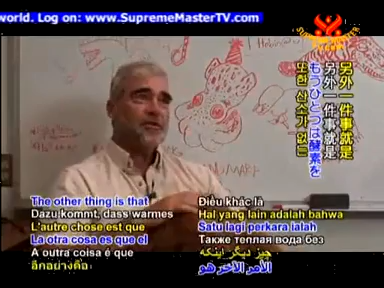 world. Log on: www.SupremeMasterTV.com
另外一件事就是
另外一件事就是
もうひとつは酵素を
또한 산소가 없는
The other thing is that
Dazu kommt, dass warmes
L'autre chose est que
La otra cosa es que el
A outra coisa é que
อีกอย่างคือ
Điều khác là
Hal yang lain adalah bahwa
Satu lagi perkara ialah
Также теплая вода без
چیز دیگر اینکه
الأمر الآخر هو